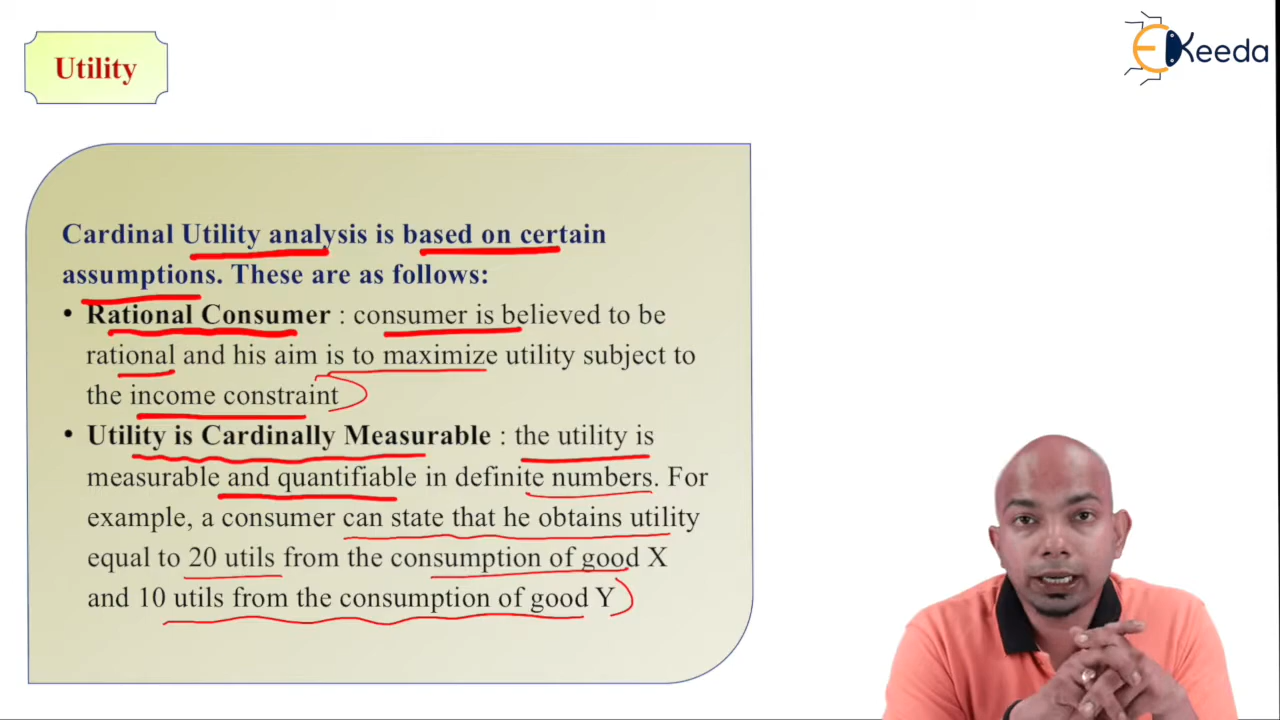 Utility
EKeeda
Cardinal Utility analysis is based on certain
assumptions. These are as follows:
• Rational Consumer : consumer is believed to be
rational and his aim is to maximize utility subject to
the income constraint
• Utility is Cardinally Measurable : the utility is
measurable and quantifiable in definite numbers. For
example, a consumer can state that he obtains utility
equal to 20 utils from the consumption of good X
and 10 utils from the consumption of good Y